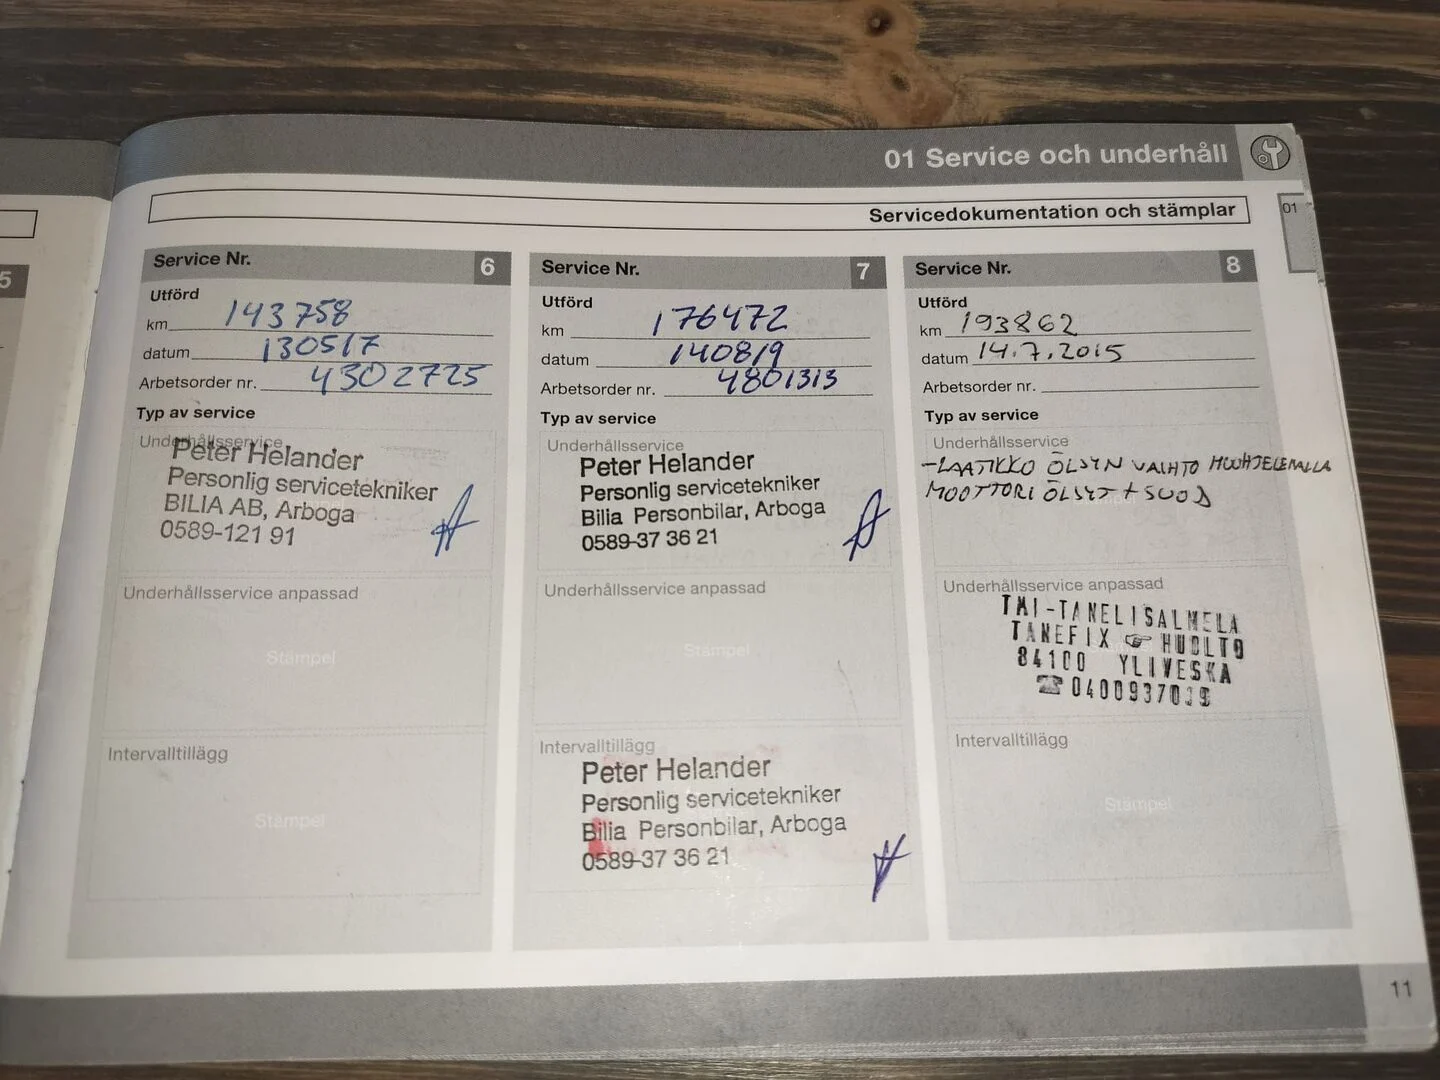 01 Service och underhåll
Servicedokumentation och stämplar
01
5
Service Nr. 6
Utförd
km 143758
datum 130517
Arbetsorder nr. 4302725
Typ av service
Underhållsservice
Peter Helander
Personlig servicetekniker
BILIA AB, Arboga
0589-121 91
Underhållsservice anpassad
Stämpel
Intervalltillägg
Stämpel
Service Nr. 7
Utförd
km 176472
datum 140819
Arbetsorder nr. 4801313
Typ av service
Underhållsservice
Peter Helander
Personlig servicetekniker
Bilia Personbilar, Arboga
0589-37 36 21
Underhållsservice anpassad
Stämpel
Intervalltillägg
Peter Helander
Personlig servicetekniker
Bilia Personbilar, Arboga
0589-37 36 21
Service Nr. 8
Utförd
km 193862
datum 14.7.2015
Arbetsorder nr.
Typ av service
Underhållsservice
-LAATIKKO ÖLJYN VAIHTO HUUHTELEMALLA
MOOTTORI ÖLJYT + SUOD
Underhållsservice anpassad
TMI-TANELISALMELA
TANEFIX ☞ HUOLTO
84100 YLIVESKA
☎
Intervalltillägg
Stämpel
11